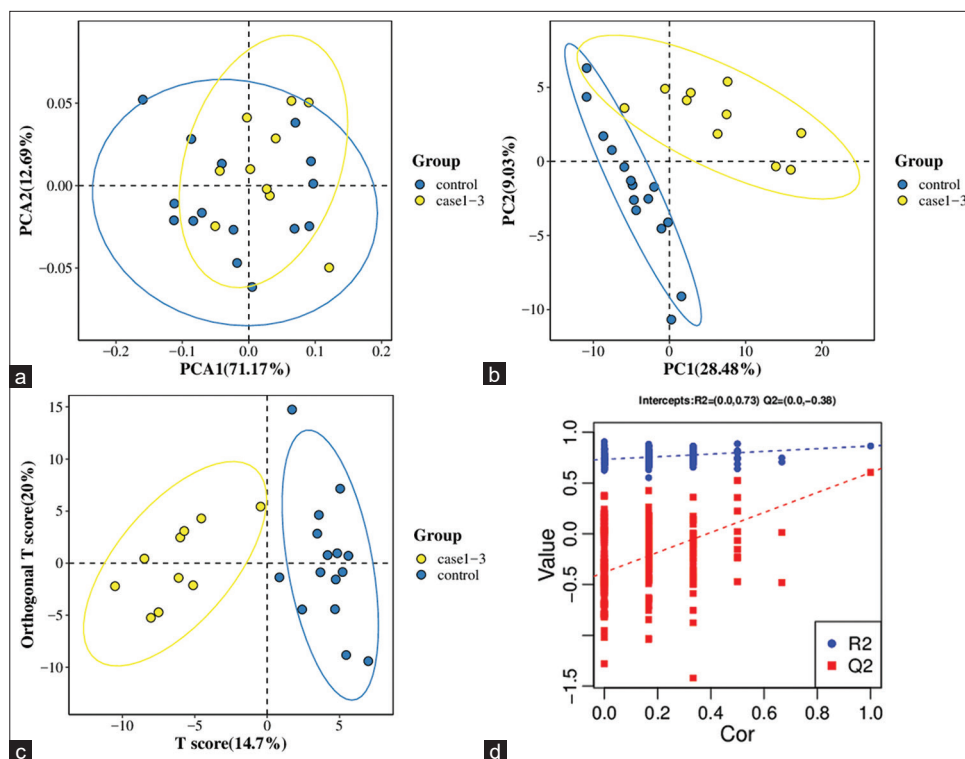 0.05
0.00
−0.05
PCA2(12.69%)
−0.2
−0.1
0.0
0.1
0.2
PCA1(71.17%)
Group
control
case1-3
a
5
0
−5
−10
PC2(9.03%)
−10
0
10
20
PC1(28.48%)
Group
control
case1-3
b
15
10
5
0
−5
−10
Orthogonal T score(20%)
−10
−5
0
5
T score(14.7%)
Group
case1-3
control
c
Intercepts:R2=(0.0,0.73) Q2=(0.0,−0.38)
1.0
0.5
0.0
−0.5
−1.5
Value
0.0
0.2
0.4
0.6
0.8
1.0
Cor
R2
Q2
d